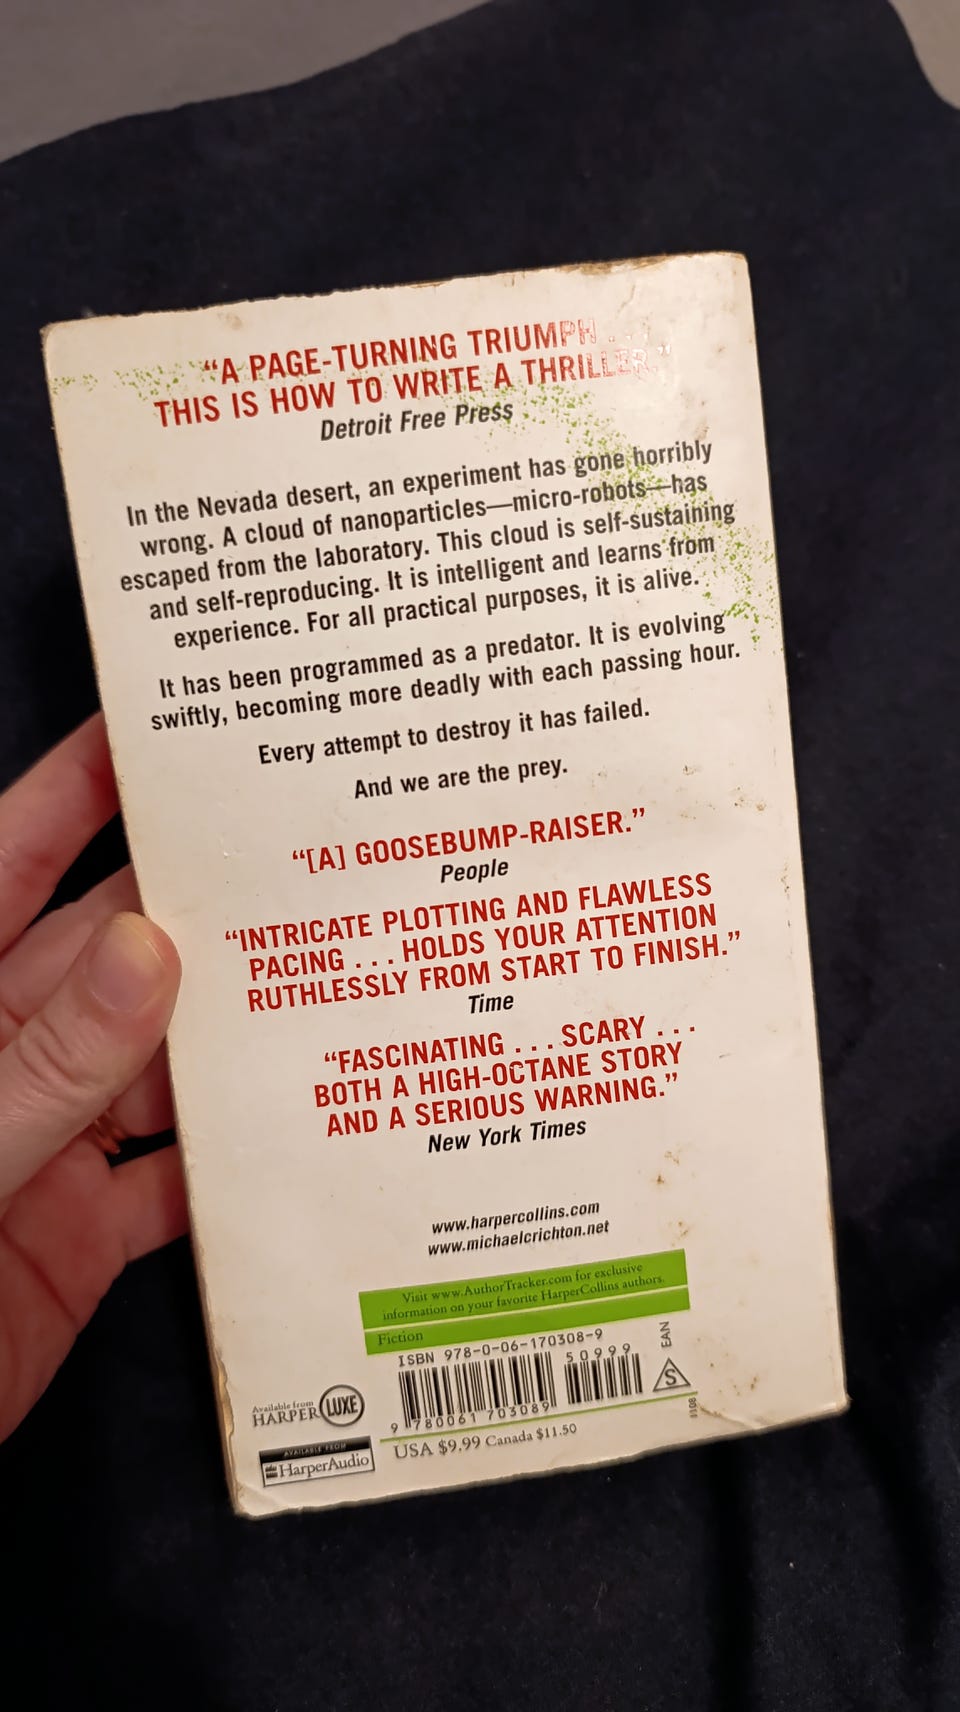 “A PAGE-TURNING TRIUMPH . . .
THIS IS HOW TO WRITE A THRILLER.”
Detroit Free Press
In the Nevada desert, an experiment has gone horribly
wrong. A cloud of nanoparticles—micro-robots—has
escaped from the laboratory. This cloud is self-sustaining
and self-reproducing. It is intelligent and learns from
experience. For all practical purposes, it is alive.
It has been programmed as a predator. It is evolving
swiftly, becoming more deadly with each passing hour.
Every attempt to destroy it has failed.
And we are the prey.
“[A] GOOSEBUMP-RAISER.”
People
“INTRICATE PLOTTING AND FLAWLESS
PACING . . . HOLDS YOUR ATTENTION
RUTHLESSLY FROM START TO FINISH.”
Time
“FASCINATING . . . SCARY . . .
BOTH A HIGH-OCTANE STORY
AND A SERIOUS WARNING.”
New York Times
www.harpercollins.com
www.michaelcrichton.net
Visit www.AuthorTracker.com for exclusive
information on your favorite HarperCollins authors.
Fiction
ISBN 978-0-06-170308-9
50999
EAN
S
9 780061 703089
1108
USA $9.99 Canada $11.50
Available from
HARPER LUXE
AVAILABLE FROM
HarperAudio